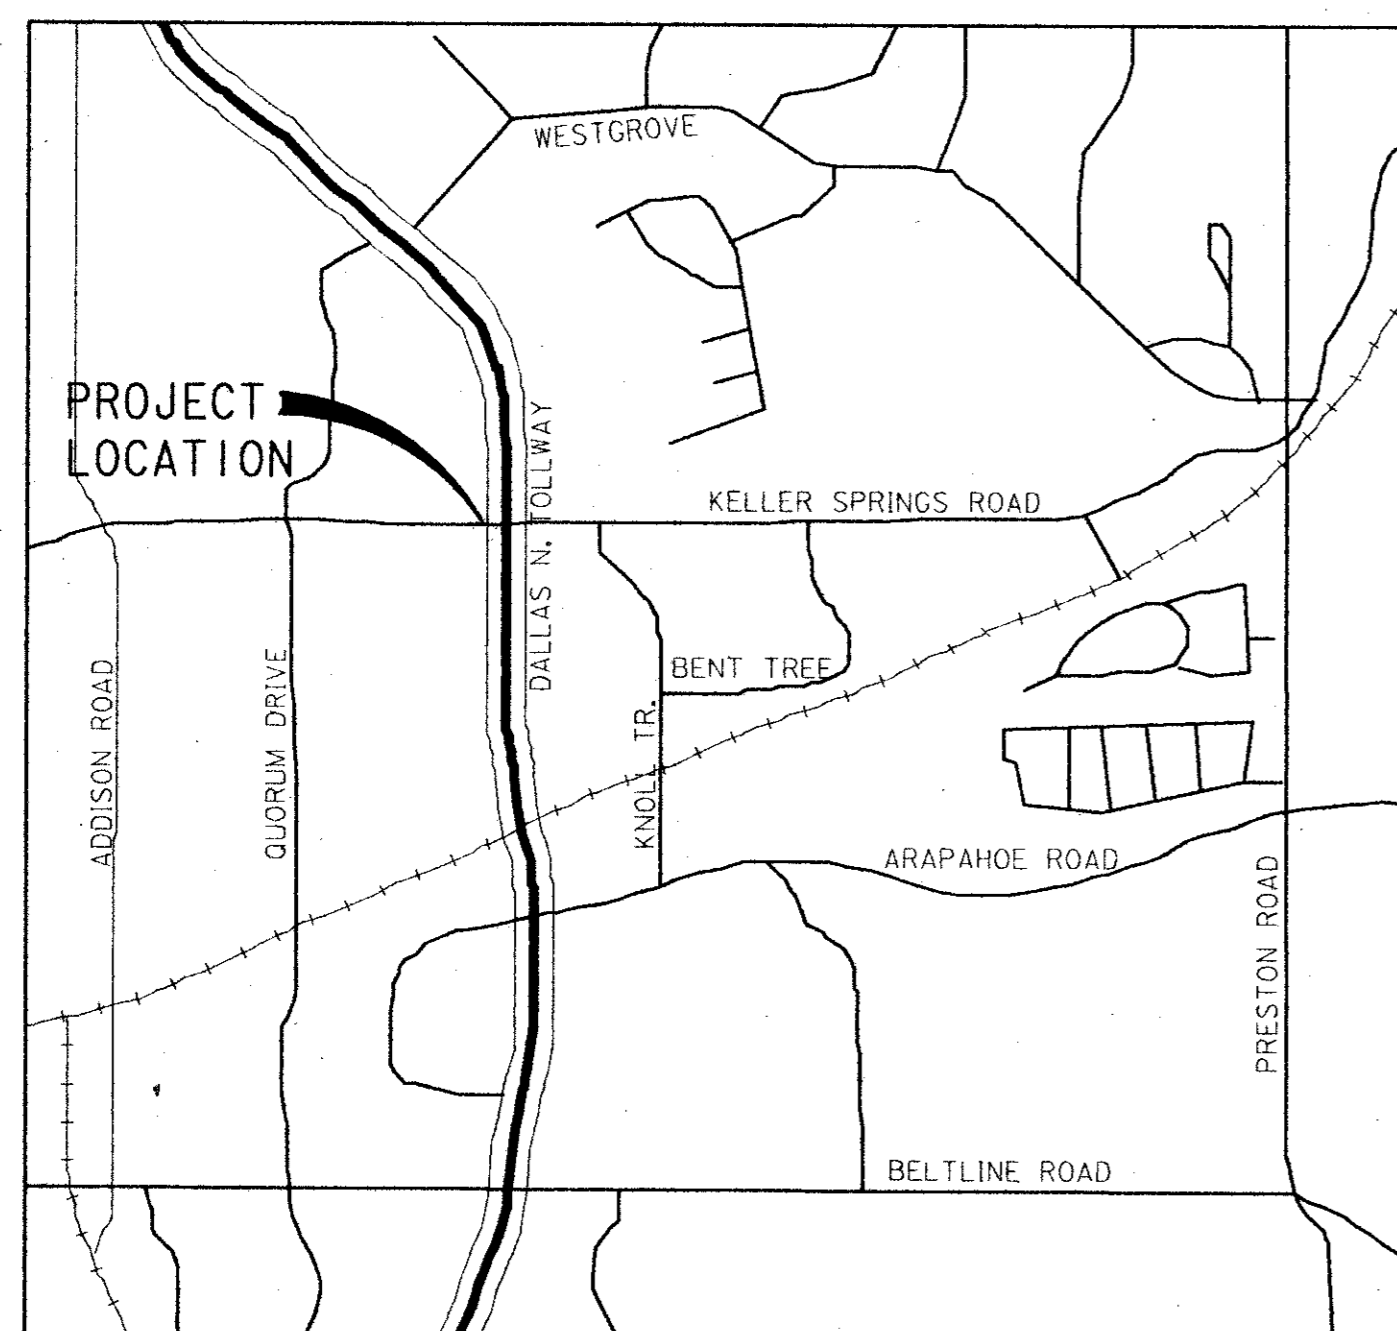 WESTGROVE
PROJECT
LOCATION
DALLAS N. TOLLWAY
KELLER SPRINGS ROAD
ADDISON ROAD
QUORUM DRIVE
BENT TREE
KNOLL TR.
ARAPAHOE ROAD
PRESTON ROAD
BELTLINE ROAD